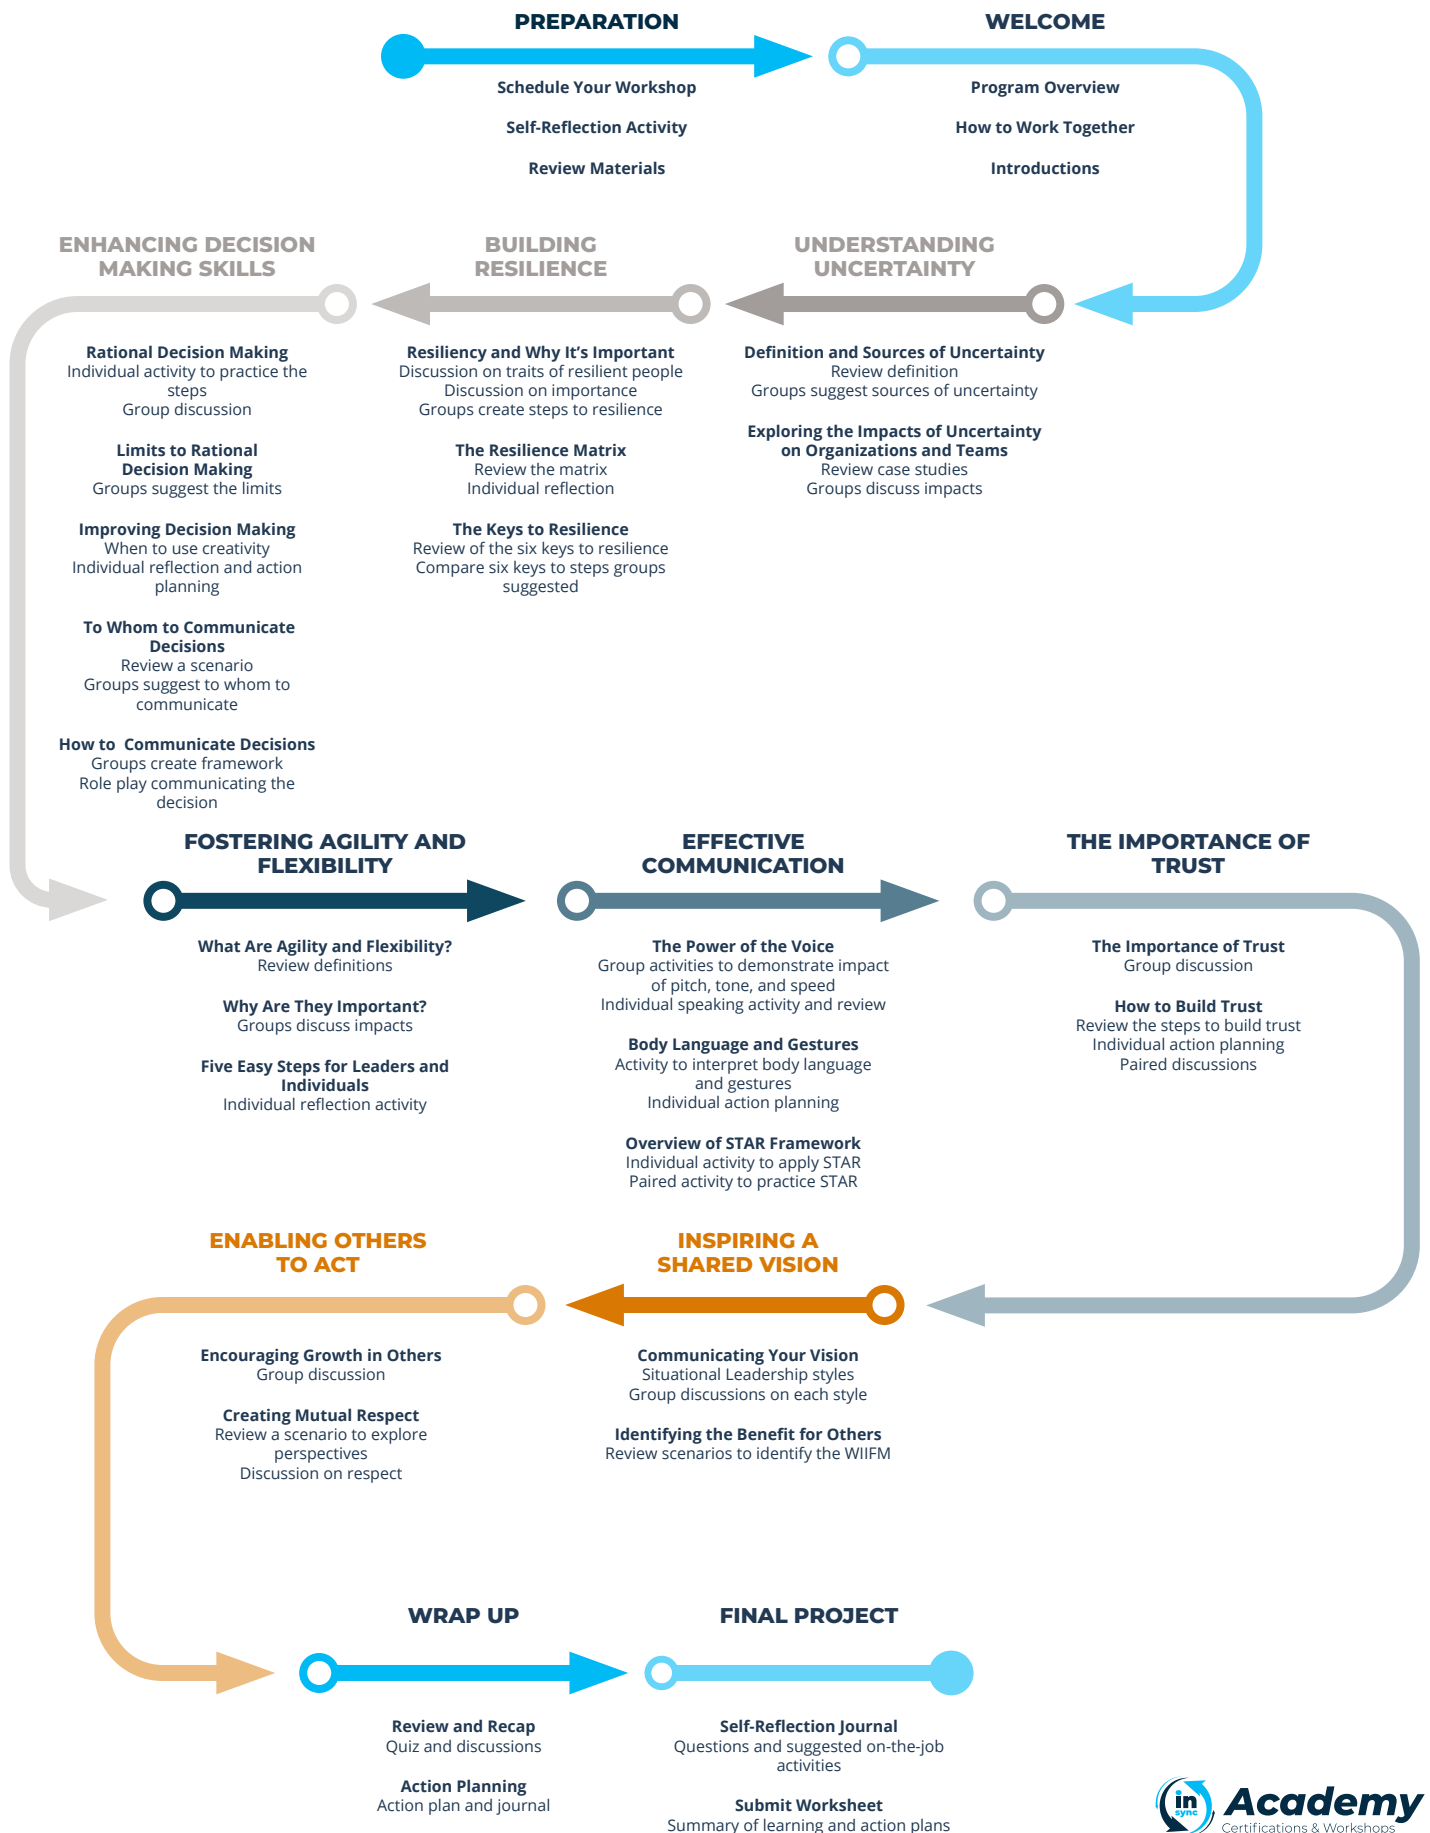 PREPARATION
Schedule Your Workshop
Self-Reflection Activity
Review Materials
WELCOME
Program Overview
How to Work Together
Introductions
UNDERSTANDING
UNCERTAINTY
Definition and Sources of Uncertainty
Review definition
Groups suggest sources of uncertainty
Exploring the Impacts of Uncertainty
on Organizations and Teams
Review case studies
Groups discuss impacts
BUILDING
RESILIENCE
Resiliency and Why It's Important
Discussion on traits of resilient people
Discussion on importance
Groups create steps to resilience
The Resilience Matrix
Review the matrix
Individual reflection
The Keys to Resilience
Review of the six keys to resilience
Compare six keys to steps groups
suggested
ENHANCING DECISION
MAKING SKILLS
Rational Decision Making
Individual activity to practice the
steps
Group discussion
Limits to Rational
Decision Making
Groups suggest the limits
Improving Decision Making
When to use creativity
Individual reflection and action
planning
To Whom to Communicate
Decisions
Review a scenario
Groups suggest to whom to
communicate
How to  Communicate Decisions
Groups create framework
Role play communicating the
decision
FOSTERING AGILITY AND
FLEXIBILITY
What Are Agility and Flexibility?
Review definitions
Why Are They Important?
Groups discuss impacts
Five Easy Steps for Leaders and
Individuals
Individual reflection activity
EFFECTIVE
COMMUNICATION
The Power of the Voice
Group activities to demonstrate impact
of pitch, tone, and speed
Individual speaking activity and review
Body Language and Gestures
Activity to interpret body language
and gestures
Individual action planning
Overview of STAR Framework
Individual activity to apply STAR
Paired activity to practice STAR
THE IMPORTANCE OF
TRUST
The Importance of Trust
Group discussion
How to Build Trust
Review the steps to build trust
Individual action planning
Paired discussions
INSPIRING A
SHARED VISION
Communicating Your Vision
Situational Leadership styles
Group discussions on each style
Identifying the Benefit for Others
Review scenarios to identify the WIIFM
ENABLING OTHERS
TO ACT
Encouraging Growth in Others
Group discussion
Creating Mutual Respect
Review a scenario to explore
perspectives
Discussion on respect
WRAP UP
Review and Recap
Quiz and discussions
Action Planning
Action plan and journal
FINAL PROJECT
Self-Reflection Journal
Questions and suggested on-the-job
activities
Submit Worksheet
Summary of learning and action plans
in
sync
Academy
Certifications & Workshops